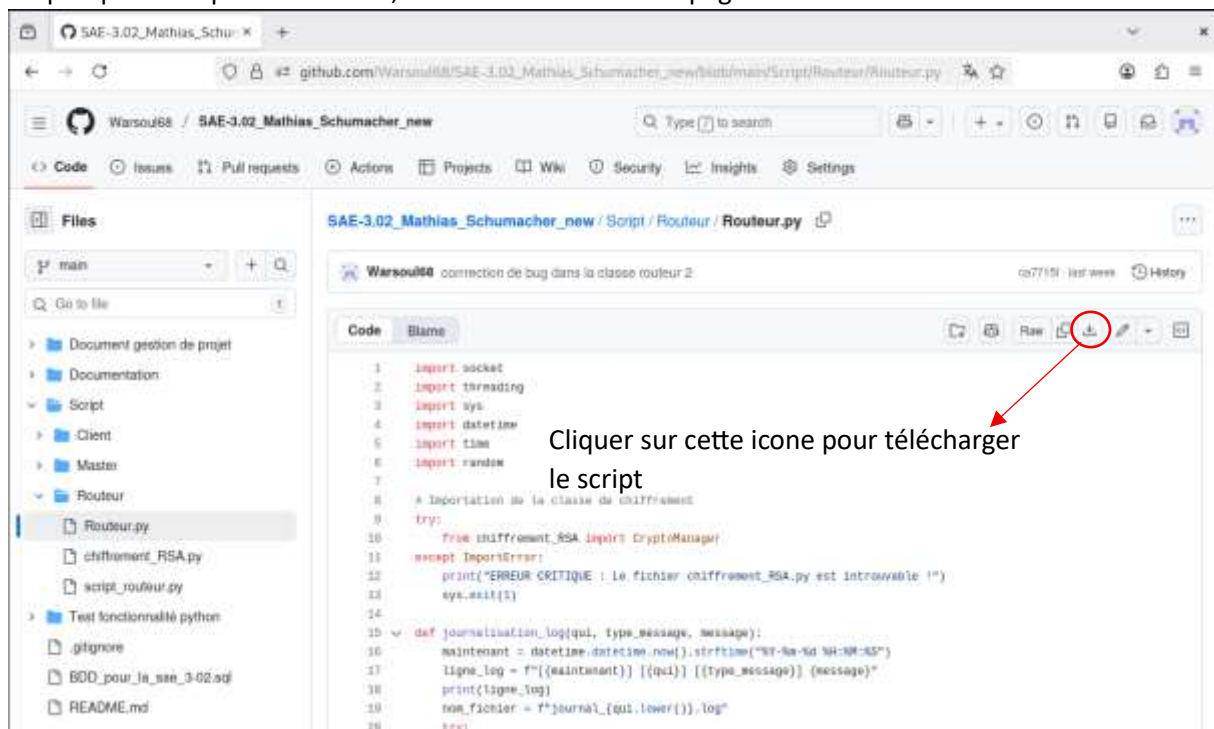 SAE-3.02_Mathias_Schu
github.com/Warsoul68/SAE-3.02_Mathias_Schumacher_new/blob/main/Script/Routeur/Routeur.py
Warsoul68 / SAE-3.02_Mathias_Schumacher_new
Type [/] to search
Code Issues Pull requests Actions Projects Wiki Security Insights Settings
Files
SAE-3.02_Mathias_Schumacher_new / Script / Routeur / Routeur.py
main
Warsoul68 correction de bug dans la classe routeur 2
last week History
Go to file t
Code Blame
Raw
Document gestion de projet
Documentation
Script
Client
Master
Routeur
Routeur.py
chiffrement_RSA.py
script_routeur.py
Test fonctionnalité python
.gitignore
BDD_pour_la_sae_3-02.sql
README.md
1 import socket
2 import threading
3 import sys
4 import datetime
5 import time
6 import random
7
8 # Importation de la classe de chiffrement
9 try:
10 from chiffrement_RSA import CryptoManager
11 except ImportError:
12 print("ERREUR CRITIQUE : Le fichier chiffrement_RSA.py est introuvable !")
13 sys.exit(1)
14
15 def journalisation_log(qui, type_message, message):
16 maintenant = datetime.datetime.now().strftime("%Y-%m-%d %H:%M:%S")
17 ligne_log = f"[{maintenant}] [{qui}] [{type_message}] {message}"
18 print(ligne_log)
19 nom_fichier = f"journal_{qui.lower()}.log"
20 try:
Cliquer sur cette icone pour télécharger
le script